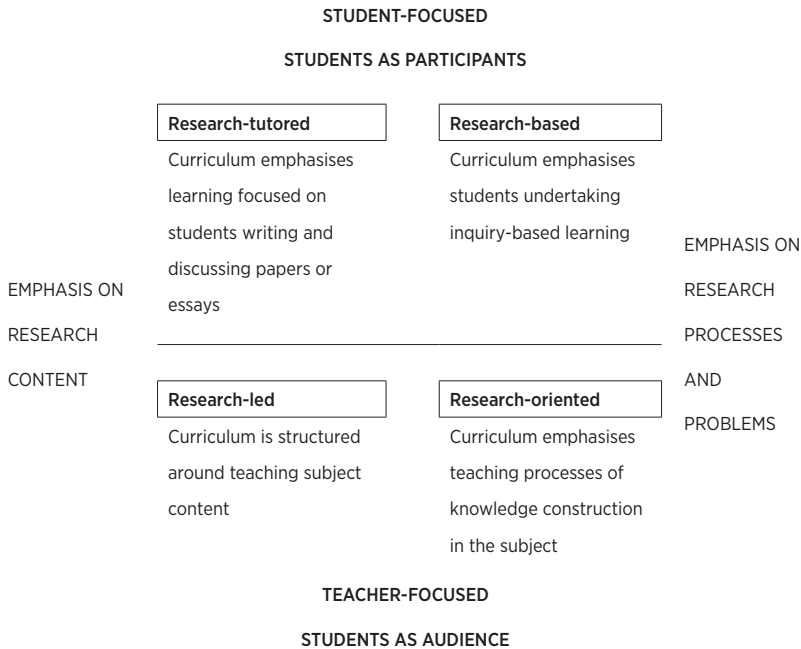 STUDENT-FOCUSED
STUDENTS AS PARTICIPANTS
Research-tutored
Curriculum emphasises
learning focused on
students writing and
discussing papers or
essays
Research-based
Curriculum emphasises
students undertaking
inquiry-based learning
EMPHASIS ON
RESEARCH
CONTENT
EMPHASIS ON
RESEARCH
PROCESSES
AND
PROBLEMS
Research-led
Curriculum is structured
around teaching subject
content
Research-oriented
Curriculum emphasises
teaching processes of
knowledge construction
in the subject
TEACHER-FOCUSED
STUDENTS AS AUDIENCE